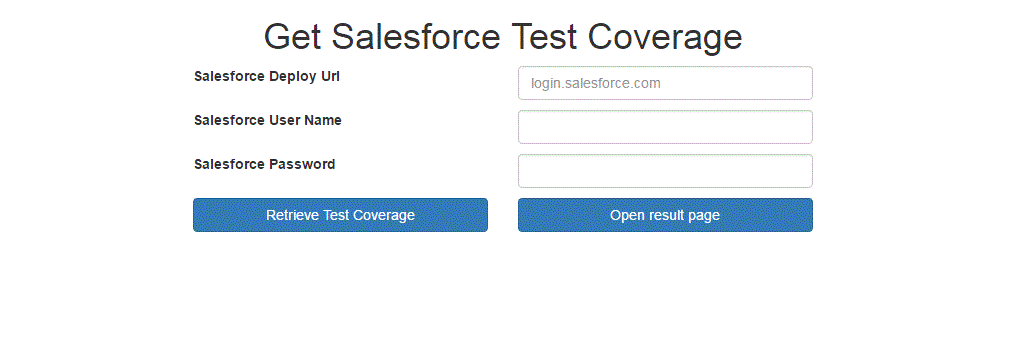 Get Salesforce Test Coverage
Salesforce Deploy Url
login.salesforce.com
Salesforce User Name
Salesforce Password
Retrieve Test Coverage
Open result page